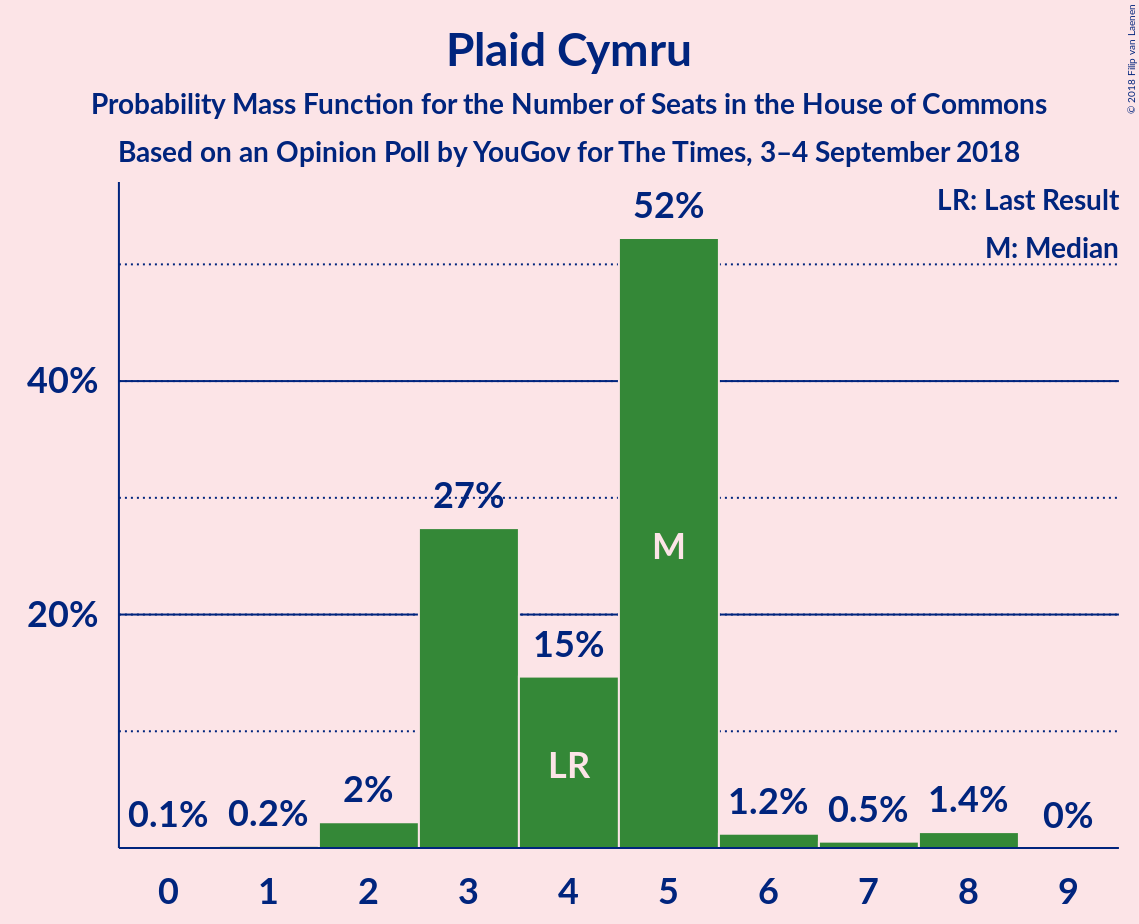 Plaid Cymru
Probability Mass Function for the Number of Seats in the House of Commons
Based on an Opinion Poll by YouGov for The Times, 3–4 September 2018
© 2018 Filip van Laenen
LR: Last Result
M: Median
52%
40%
27%
M
20%
15%
LR
2%
0.1%
0.2%
1.2%
0.5%
1.4%
0%
0 1 2 3 4 5 6 7 8 9